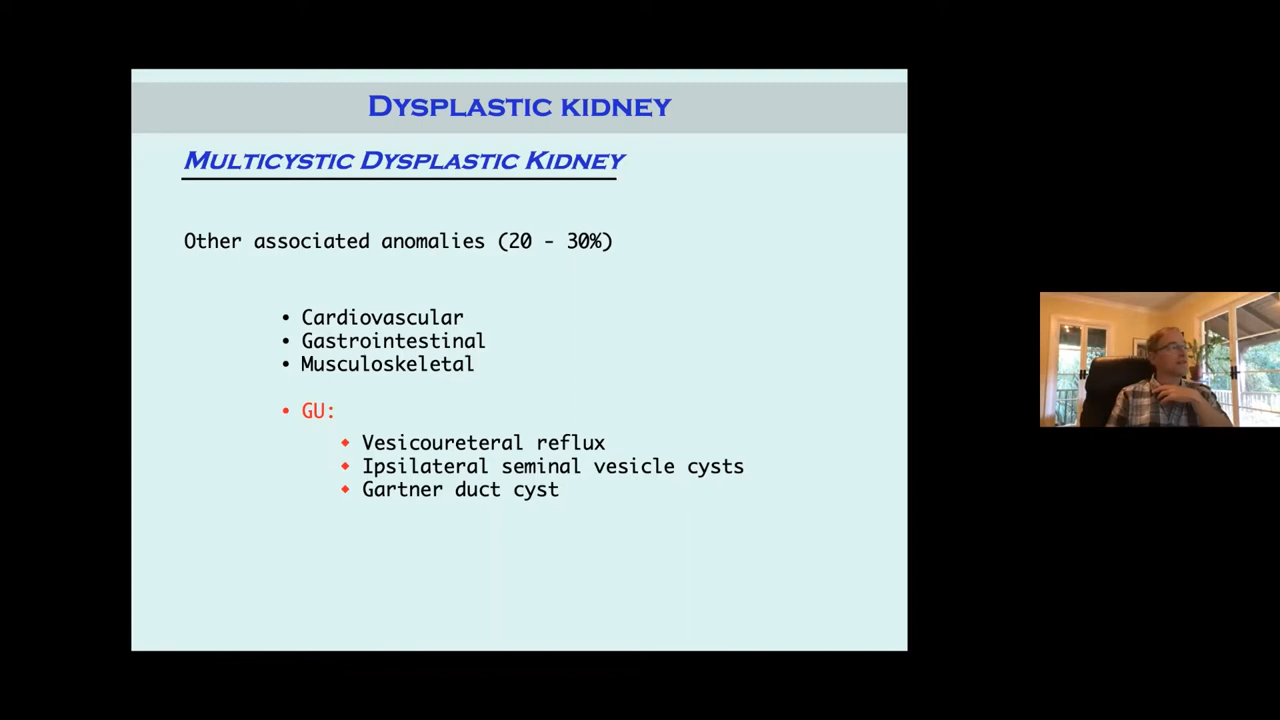 Dysplastic kidney
Multicystic Dysplastic Kidney
Other associated anomalies (20 - 30%)
• Cardiovascular
• Gastrointestinal
• Musculoskeletal
• GU:
◆ Vesicoureteral reflux
◆ Ipsilateral seminal vesicle cysts
◆ Gartner duct cyst